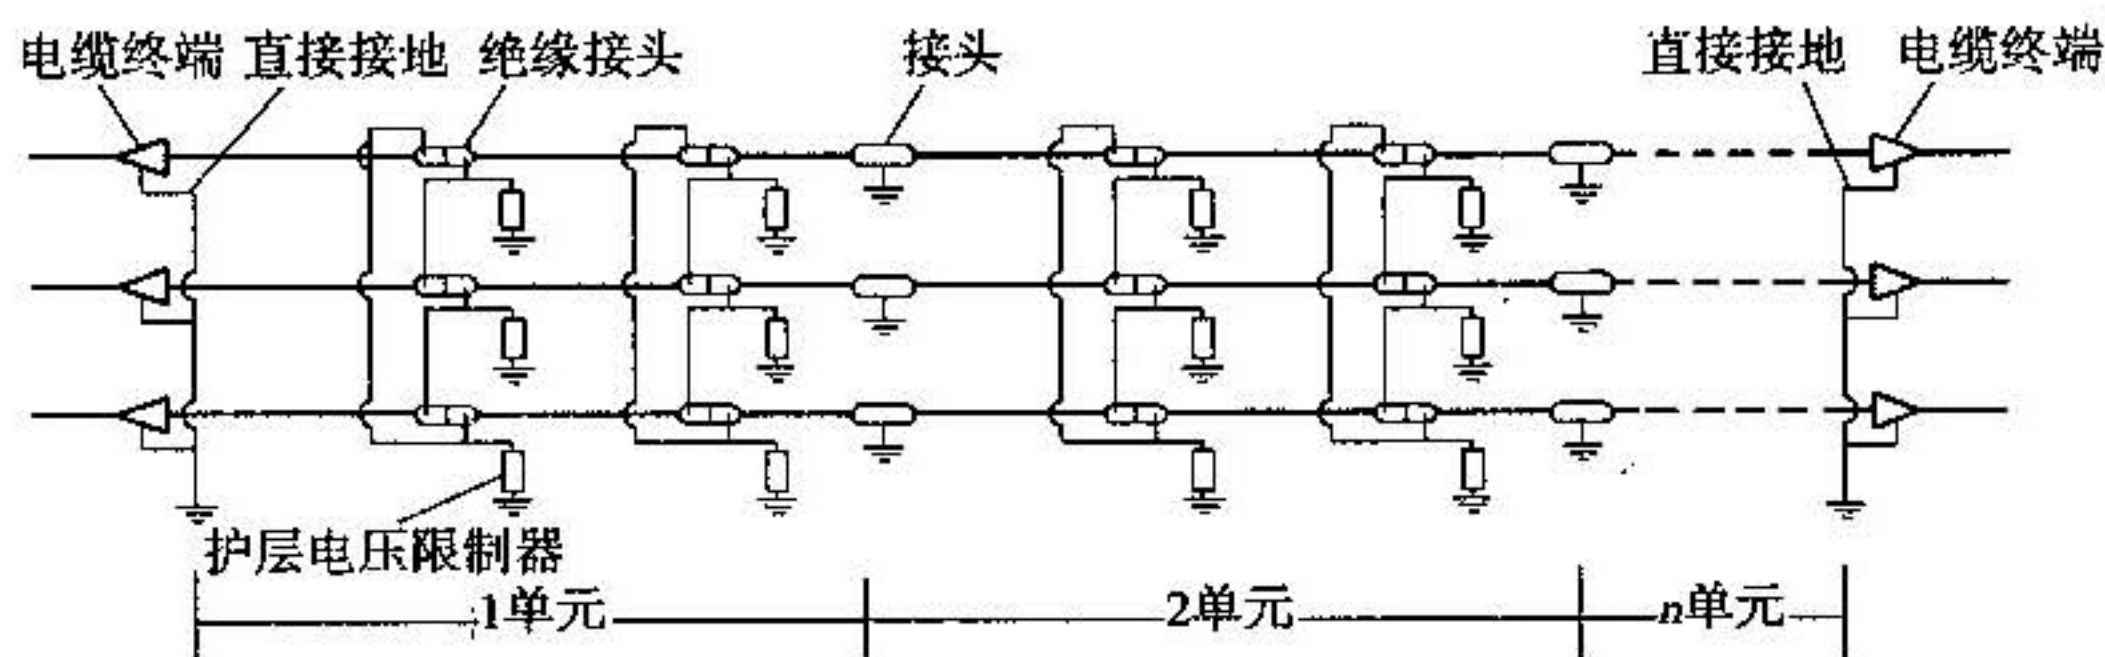 电缆终端 直接接地 绝缘接头 接头 直接接地 电缆终端
护层电压限制器
1单元 2单元 n单元